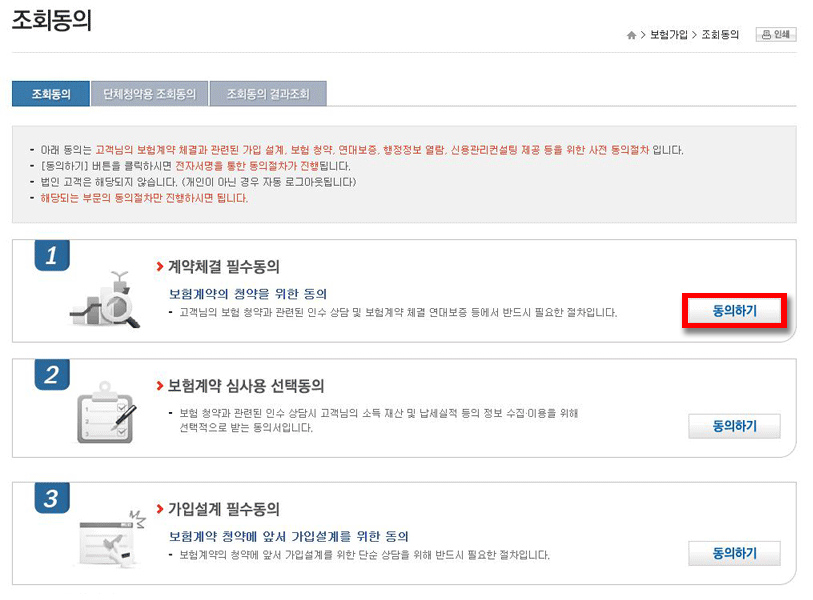 조회동의
> 보험가입 > 조회동의 인쇄
조회동의 단체청약용 조회동의 조회동의 결과조회
- 아래 동의는 고객님의 보험계약 체결과 관련된 가입 설계, 보험 청약, 연대보증, 행정정보 열람, 신용관리컨설팅 제공 등을 위한 사전 동의절차 입니다.
- [동의하기] 버튼을 클릭하시면 전자서명을 통한 동의절차가 진행됩니다.
- 법인 고객은 해당되지 않습니다. (개인이 아닌 경우 자동 로그아웃됩니다)
- 해당되는 부문의 동의절차만 진행하시면 됩니다.
1
계약체결 필수동의
보험계약의 청약을 위한 동의
- 고객님의 보험 청약과 관련된 인수 상담 및 보험계약 체결 연대보증 등에서 반드시 필요한 절차입니다.
동의하기
2
보험계약 심사용 선택동의
- 보험 청약과 관련된 인수 상담시 고객님의 소득 재산 및 납세실적 등의 정보 수집·이용을 위해
선택적으로 받는 동의서입니다.
동의하기
3
가입설계 필수동의
보험계약 청약에 앞서 가입설계를 위한 동의
- 보험계약의 청약에 앞서 가입설계를 위한 단순 상담을 위해 반드시 필요한 절차입니다.
동의하기